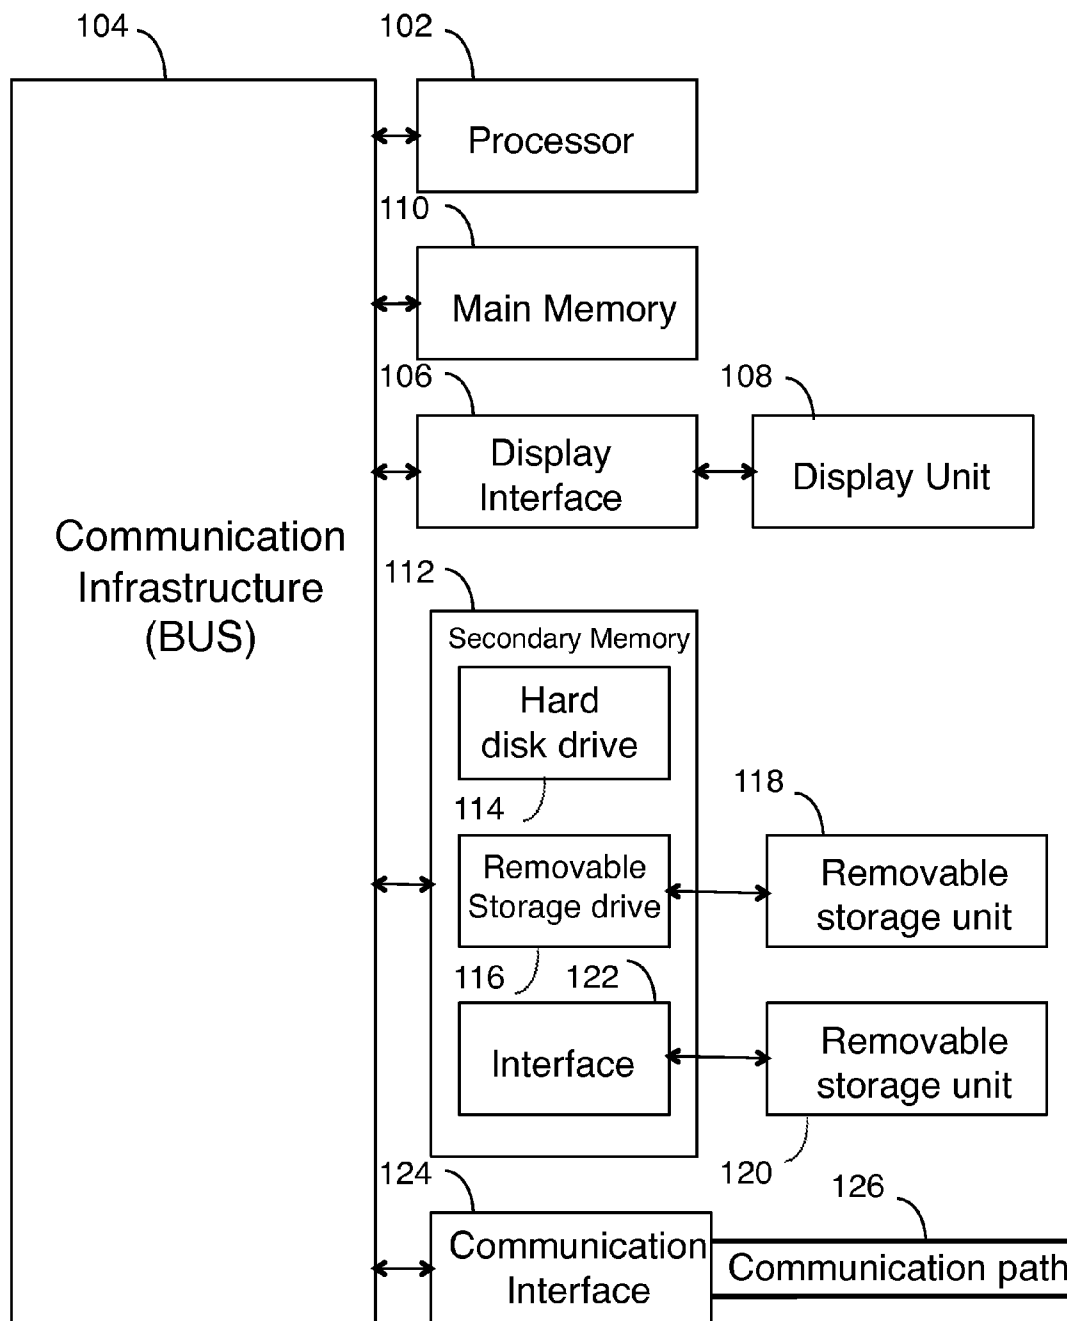 104
102
Processor
110
Main Memory
106
108
Display
Interface
Display Unit
Communication
Infrastructure
(BUS)
112
Secondary Memory
Hard
disk drive
114
118
Removable
Storage drive
Removable
storage unit
116
122
Interface
Removable
storage unit
120
124
126
Communication
Interface
Communication path